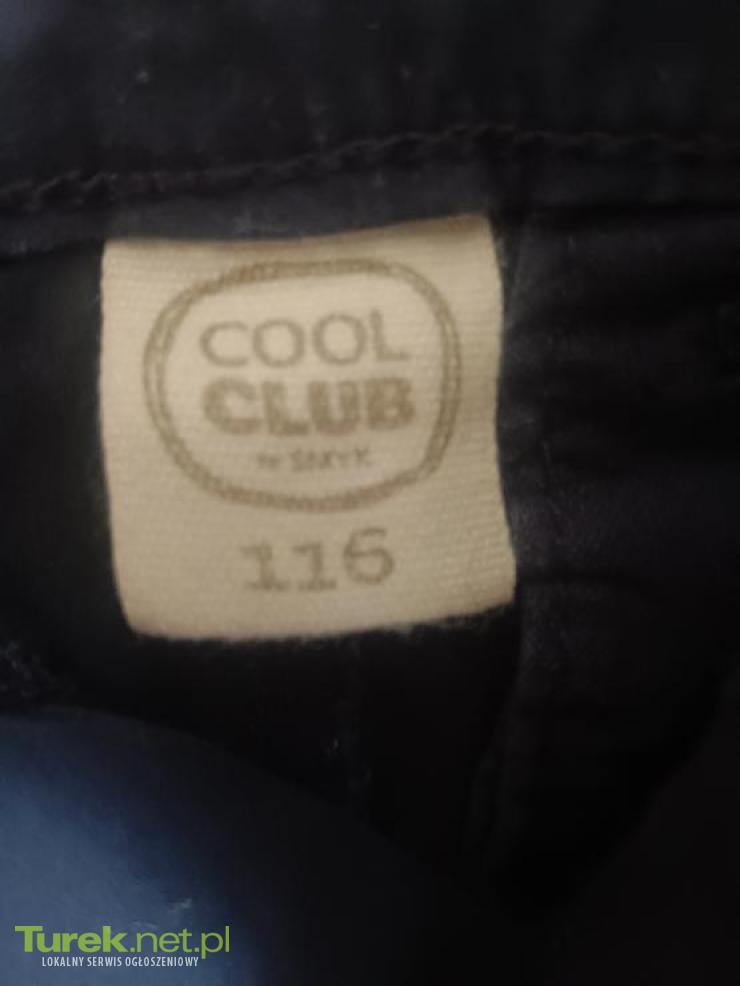 COOL
CLUB
BY SMYK
116
Turek.net.pl
LOKALNY SERWIS OGŁOSZENIOWY